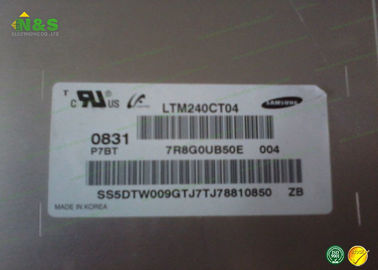 N&S
ELECTRONIC CO., LTD
T C US LTM240CT04 SAMSUNG
0831
P7BT 7R8G0UB50E 004
SS5DTW009GTJ7TJ78810850 ZB
MADE IN KOREA